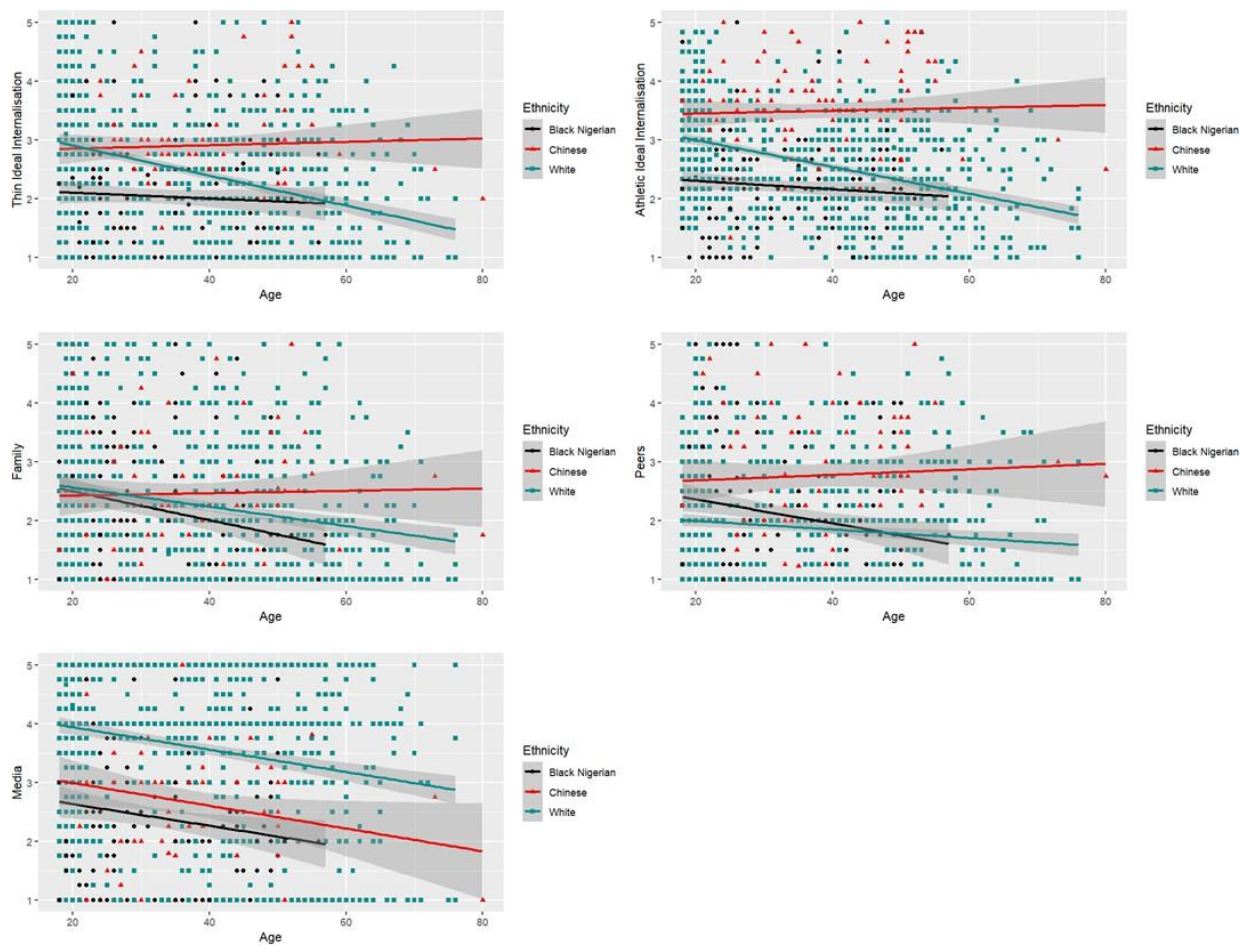 Thin Ideal Internalisation
5
4
3
2
1
20
40
60
80
Age
Ethnicity
Black Nigerian
Chinese
White
Athletic Ideal Internalisation
5
4
3
2
1
20
40
60
80
Age
Ethnicity
Black Nigerian
Chinese
White
Family
5
4
3
2
1
20
40
60
80
Age
Ethnicity
Black Nigerian
Chinese
White
Peers
5
4
3
2
1
20
40
60
80
Age
Ethnicity
Black Nigerian
Chinese
White
Media
5
4
3
2
1
20
40
60
80
Age
Ethnicity
Black Nigerian
Chinese
White